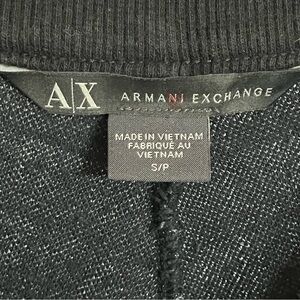 A|X ARMANI EXCHANGE
MADE IN VIETNAM
FABRIQUÉ AU
VIETNAM
S/P